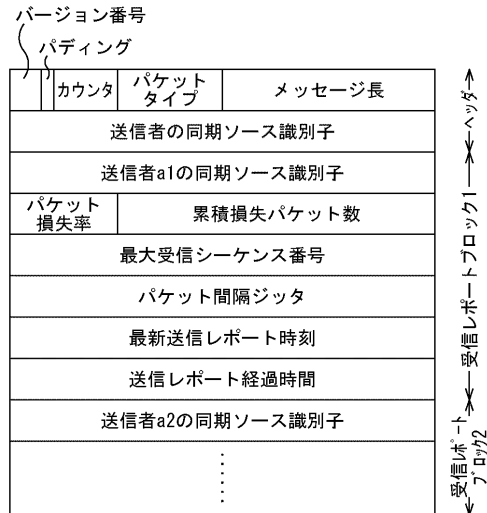 バージョン番号
パディング
カウンタ
パケット
タイプ
メッセージ長
送信者の同期ソース識別子
送信者a1の同期ソース識別子
パケット
損失率
累積損失パケット数
最大受信シーケンス番号
パケット間隔ジッタ
最新送信レポート時刻
送信レポート経過時間
送信者a2の同期ソース識別子
ヘッダ
受信レポートブロック1
受信レポート
ブロック2